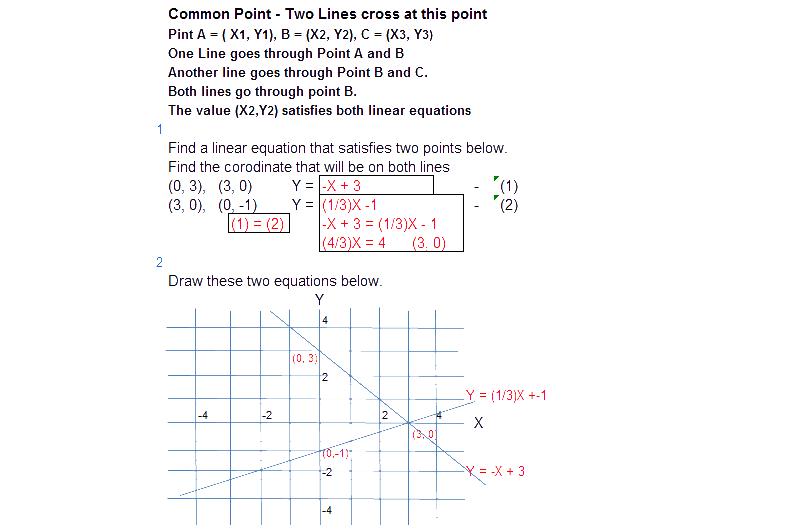 Common Point - Two Lines cross at this point
Pint A = ( X1, Y1), B = (X2, Y2), C = (X3, Y3)
One Line goes through Point A and B
Another line goes through Point B and C.
Both lines go through point B.
The value (X2,Y2) satisfies both linear equations
1
Find a linear equation that satisfies two points below.
Find the corodinate that will be on both lines
(0, 3), (3, 0) Y = -X + 3 - (1)
(3, 0), (0, -1) Y = (1/3)X -1 - (2)
(1) = (2) -X + 3 = (1/3)X - 1
(4/3)X = 4 (3, 0)
2
Draw these two equations below.
Y
4
(0, 3)
2
Y = (1/3)X +-1
-4 -2 2 4
X
(3, 0)
(0,-1)
-2
Y = -X + 3
-4